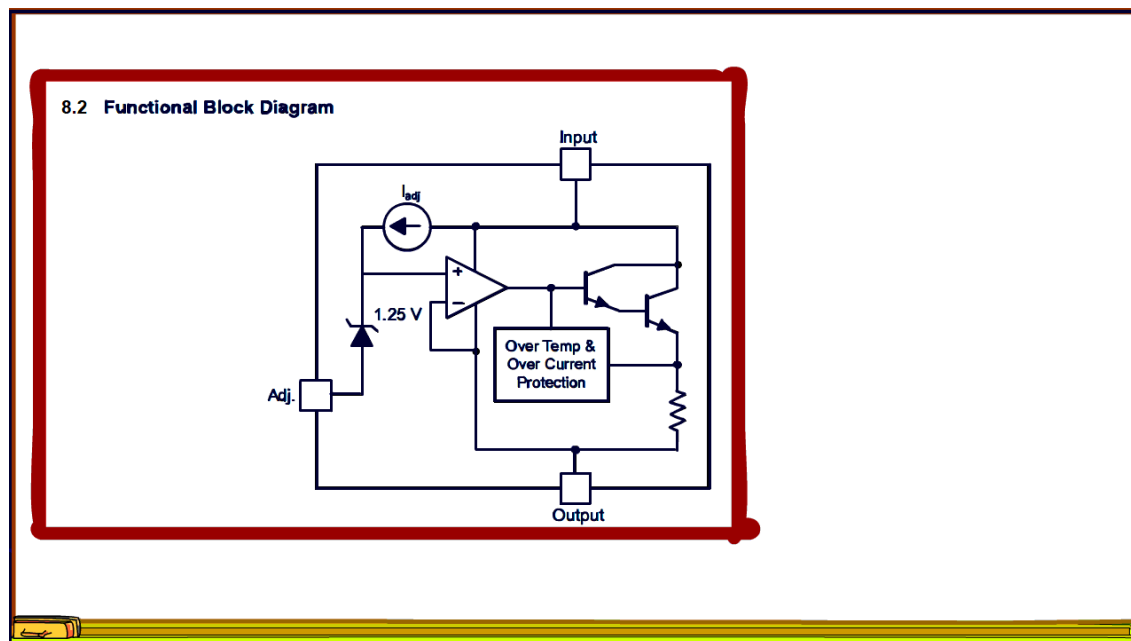 8.2 Functional Block Diagram
Input
Iadj
+
−
1.25 V
Over Temp &
Over Current
Protection
Adj.
Output